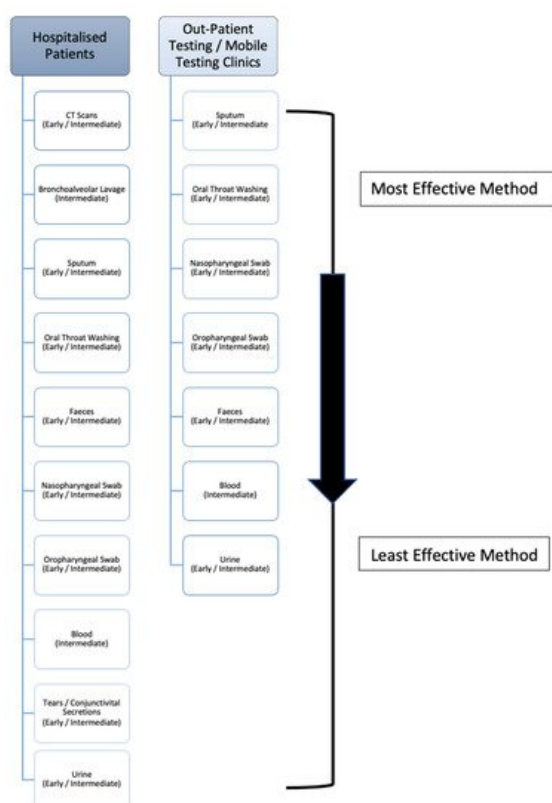 Hospitalised
Patients
CT Scans
(Early / Intermediate)
Bronchoalveolar Lavage
(Intermediate)
Sputum
(Early / Intermediate)
Oral Throat Washing
(Early / Intermediate)
Faeces
(Early / Intermediate)
Nasopharyngeal Swab
(Early / Intermediate)
Oropharyngeal Swab
(Early / Intermediate)
Blood
(Intermediate)
Tears / Conjunctivital
Secretions
(Early / Intermediate)
Urine
(Early / Intermediate)
Out-Patient
Testing / Mobile
Testing Clinics
Sputum
(Early / Intermediate
Oral Throat Washing
(Early / Intermediate)
Nasopharyngeal Swab
(Early / Intermediate)
Oropharyngeal Swab
(Early / Intermediate)
Faeces
(Early / Intermediate)
Blood
(Intermediate)
Urine
(Early / Intermediate)
Most Effective Method
Least Effective Method